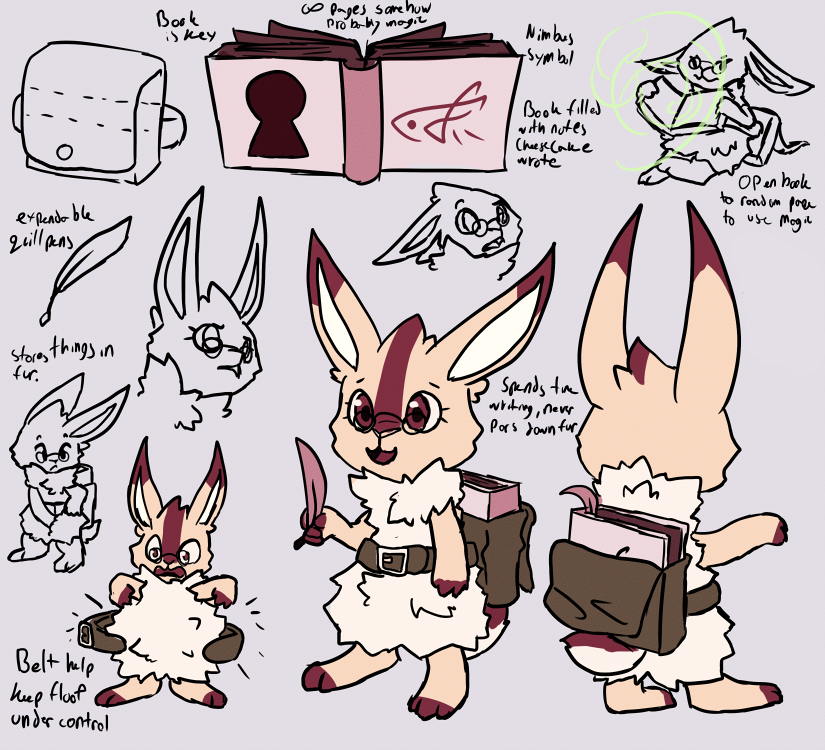 Book
is key
∞ pages somehow
probably magic
Nimbus
symbol
Book filled
with notes
Cheesecake
wrote
Open book
to random page
to use magic
expendable
quill pens
stores things in
fur.
Spends time
writing, never
pars down fur
Belt help
keep floof
under control